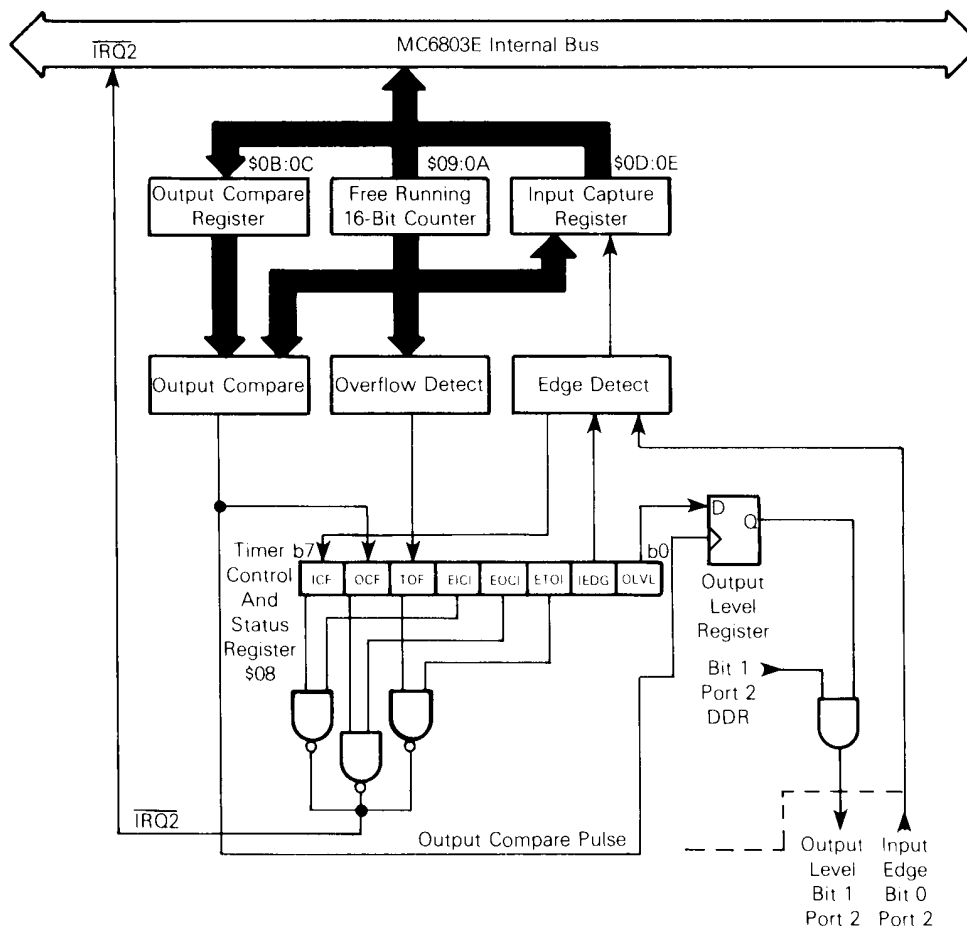 MC6803E Internal Bus
IRQ2
$0B:0C
$09:0A
$0D:0E
Output Compare
Register
Free Running
16-Bit Counter
Input Capture
Register
Output Compare
Overflow Detect
Edge Detect
Timer
Control
And
Status
Register
$08
b7
b0
ICF
OCF
TOF
EICI
EOCI
ETOI
IEDG
OLVL
D
Q
Output
Level
Register
Bit 1
Port 2
DDR
IRQ2
Output Compare Pulse
Output
Level
Bit 1
Port 2
Input
Edge
Bit 0
Port 2